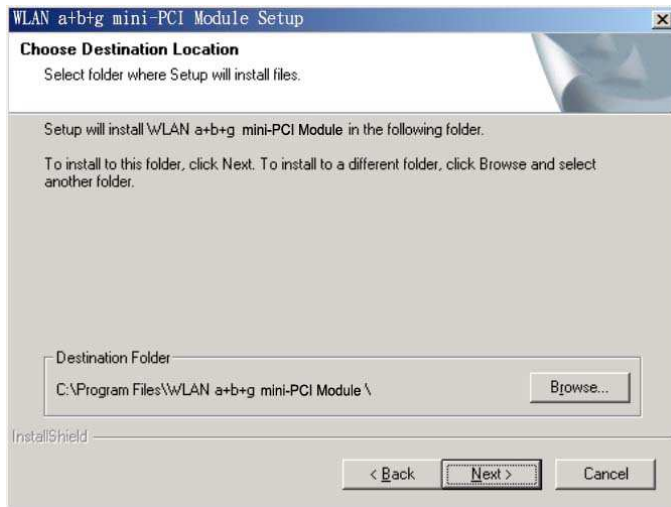 WLAN a+b+g mini-PCI Module Setup
Choose Destination Location
Select folder where Setup will install files.
Setup will install WLAN a+b+g mini-PCI Module in the following folder.
To install to this folder, click Next. To install to a different folder, click Browse and select
another folder.
Destination Folder
C:\Program Files\WLAN a+b+g mini-PCI Module \
Browse...
InstallShield
< Back
Next >
Cancel